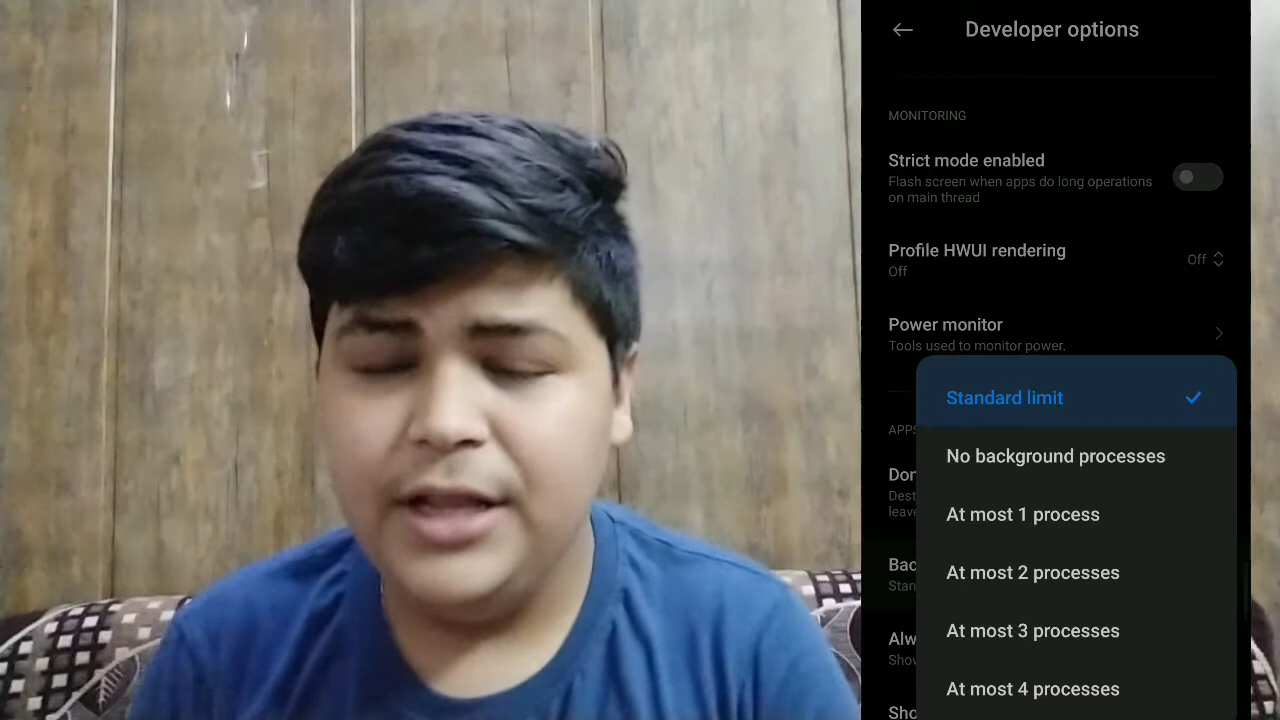 Developer options
MONITORING
Strict mode enabled
Flash screen when apps do long operations
on main thread
Profile HWUI rendering
Off
Off
Power monitor
Tools used to monitor power.
Standard limit
No background processes
At most 1 process
At most 2 processes
At most 3 processes
At most 4 processes